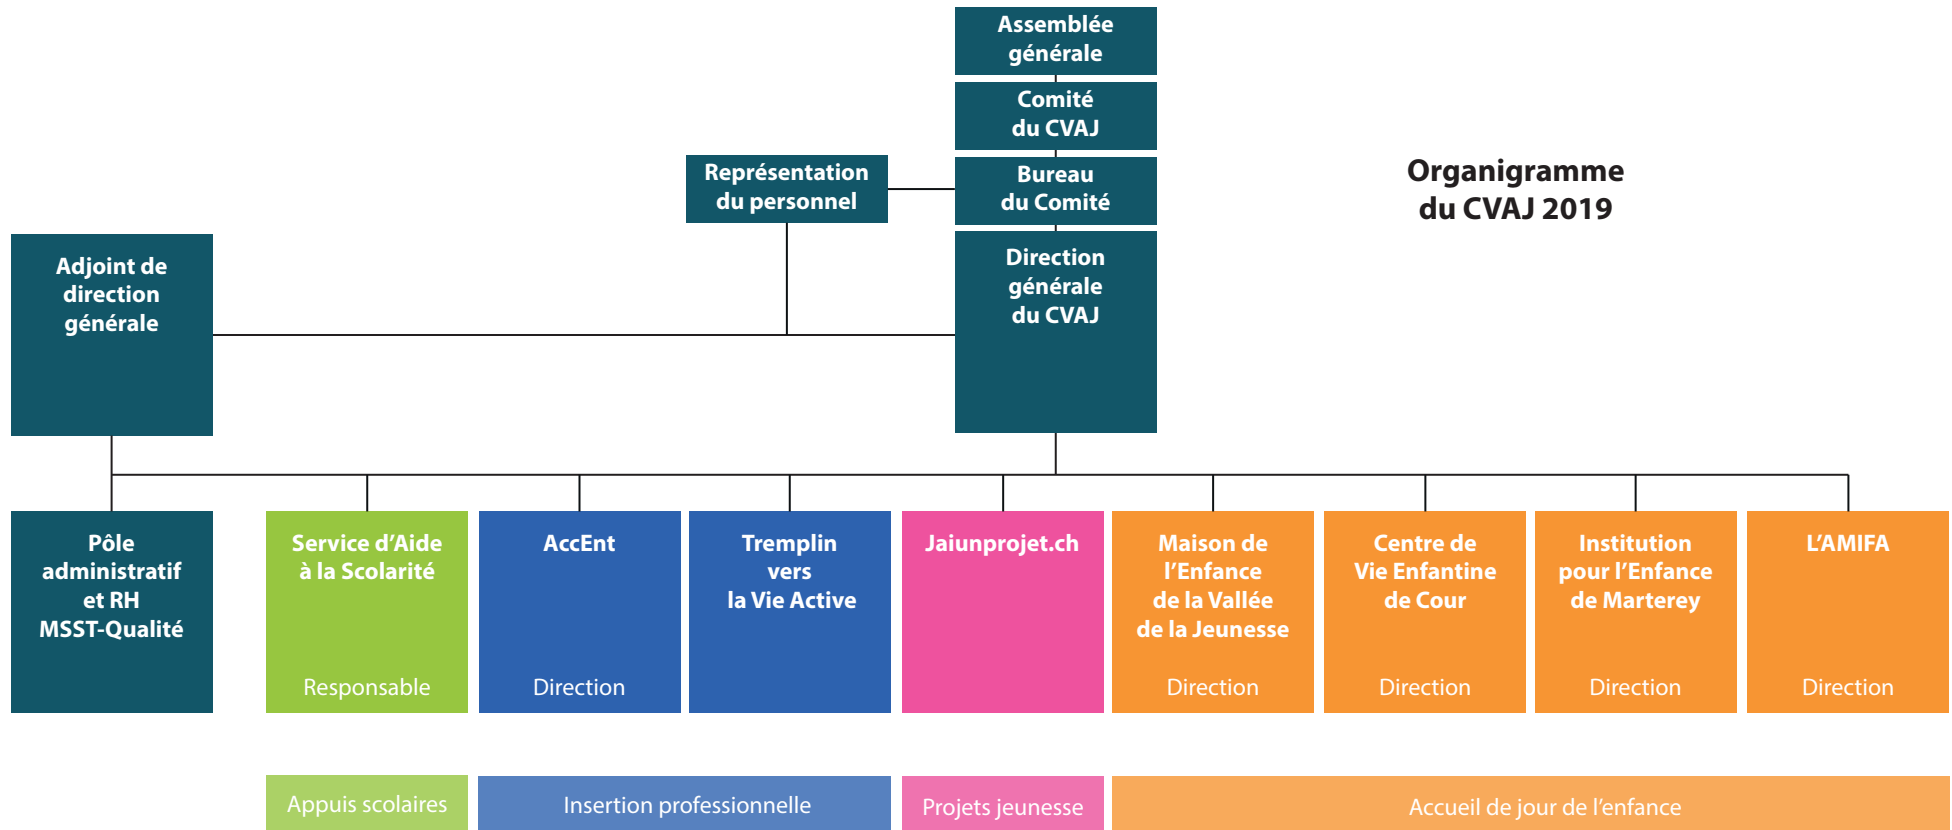 Assemblée
générale
Comité
du CVAJ
Représentation
du personnel
Bureau
du Comité
Organigramme
du CVAJ 2019
Adjoint de
direction
générale
Direction
générale
du CVAJ
Pôle
administratif
et RH
MSST-Qualité
Service d’Aide
à la Scolarité
Responsable
AccEnt
Direction
Tremplin
vers
la Vie Active
Jaiunprojet.ch
Maison de
l’Enfance
de la Vallée
de la Jeunesse
Direction
Centre de
Vie Enfantine
de Cour
Direction
Institution
pour l’Enfance
de Marterey
Direction
L’AMIFA
Direction
Appuis scolaires
Insertion professionnelle
Projets jeunesse
Accueil de jour de l’enfance